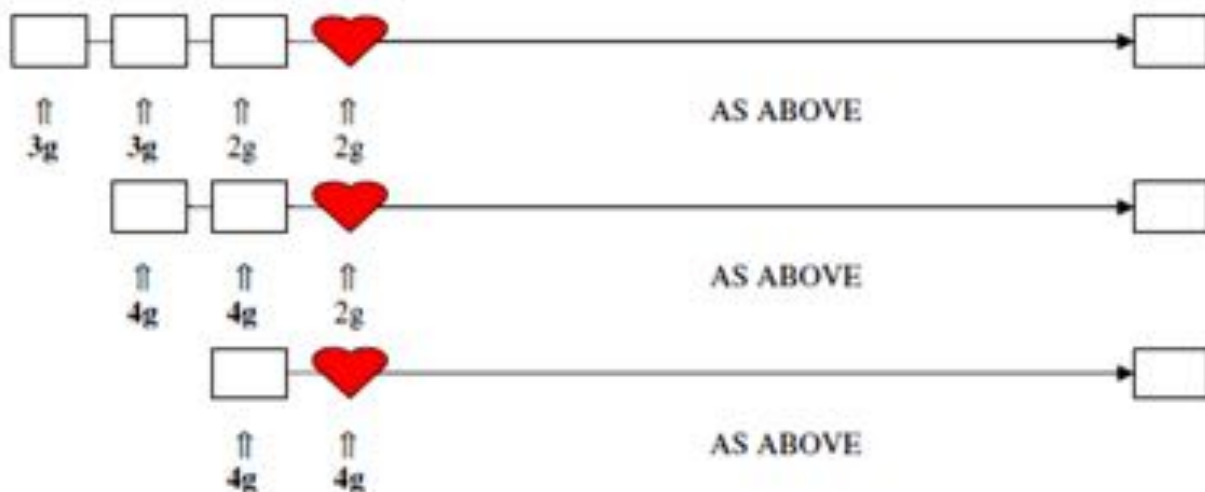 ⇑ ⇑ ⇑ ⇑ AS ABOVE
3g 3g 2g 2g
⇑ ⇑ ⇑ AS ABOVE
4g 4g 2g
⇑ ⇑ AS ABOVE
4g 4g